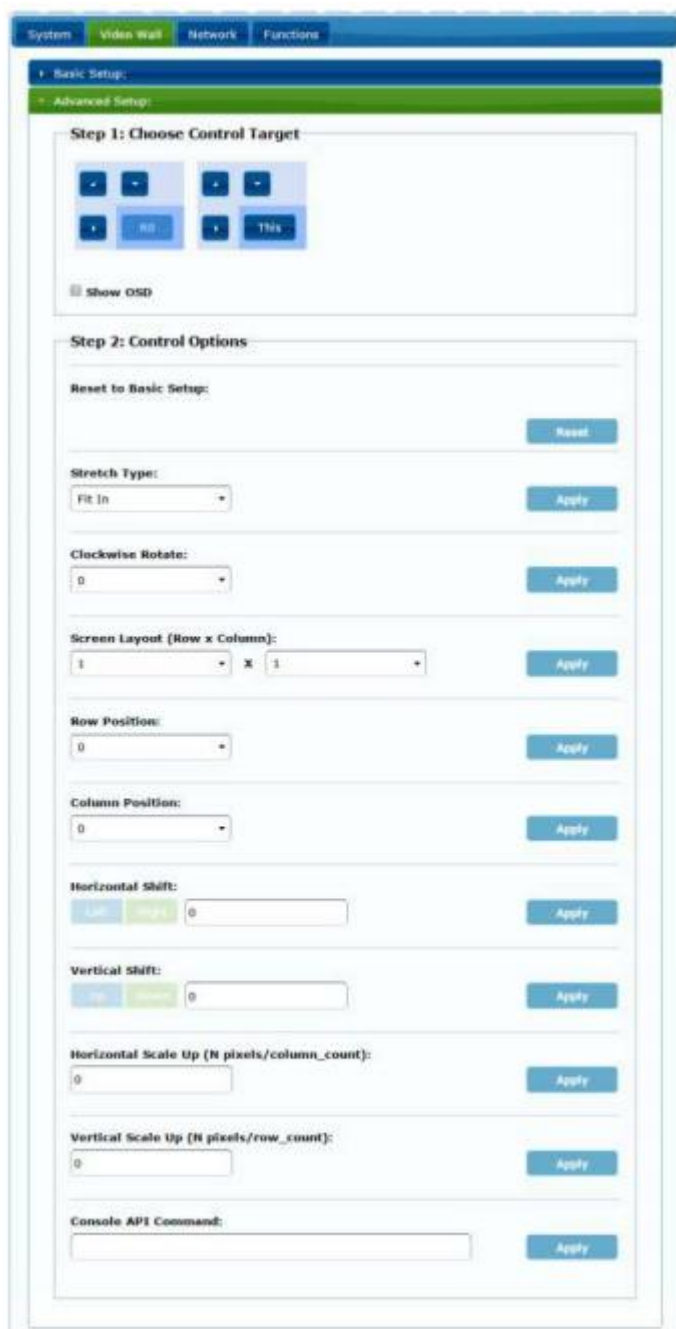 System Video Wall Network Functions
Basic Setup:
Advanced Setup:
Step 1: Choose Control Target
All This
Show OSD
Step 2: Control Options
Reset to Basic Setup:
Reset
Stretch Type:
Fit In Apply
Clockwise Rotate:
0 Apply
Screen Layout (Row x Column):
1 X 1 Apply
Row Position:
0 Apply
Column Position:
0 Apply
Horizontal Shift:
Left Right 0 Apply
Vertical Shift:
Up Down 0 Apply
Horizontal Scale Up (N pixels/column_count):
0 Apply
Vertical Scale Up (N pixels/row_count):
0 Apply
Console API Command:
Apply